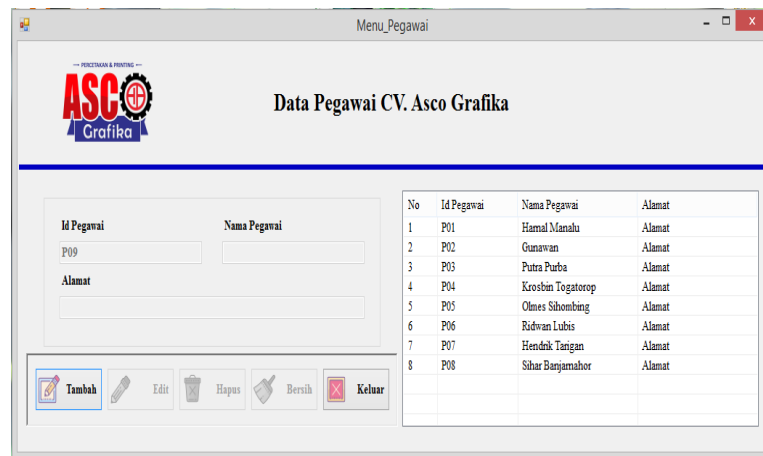 Menu_Pegawai
PERCETAKAN & PRINTING
ASCO
Grafika
Data Pegawai CV. Asco Grafika
Id Pegawai Nama Pegawai
P09
Alamat
Tambah Edit Hapus Bersih Keluar
No Id Pegawai Nama Pegawai Alamat
1 P01 Hamal Manalu Alamat
2 P02 Gunawan Alamat
3 P03 Putra Purba Alamat
4 P04 Krosbin Togatorop Alamat
5 P05 Olmes Sihombing Alamat
6 P06 Ridwan Lubis Alamat
7 P07 Hendrik Tarigan Alamat
8 P08 Sihar Banjarnahor Alamat